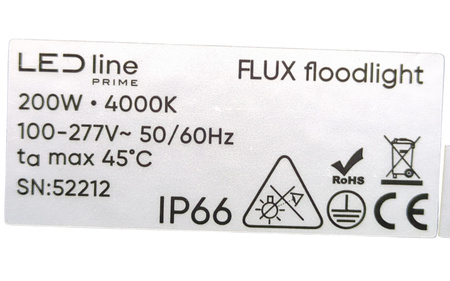 LED line FLUX floodlight
PRIME
200W • 4000K
100-277V~ 50/60Hz
ta max 45°C
SN:52212
IP66
RoHS
CE